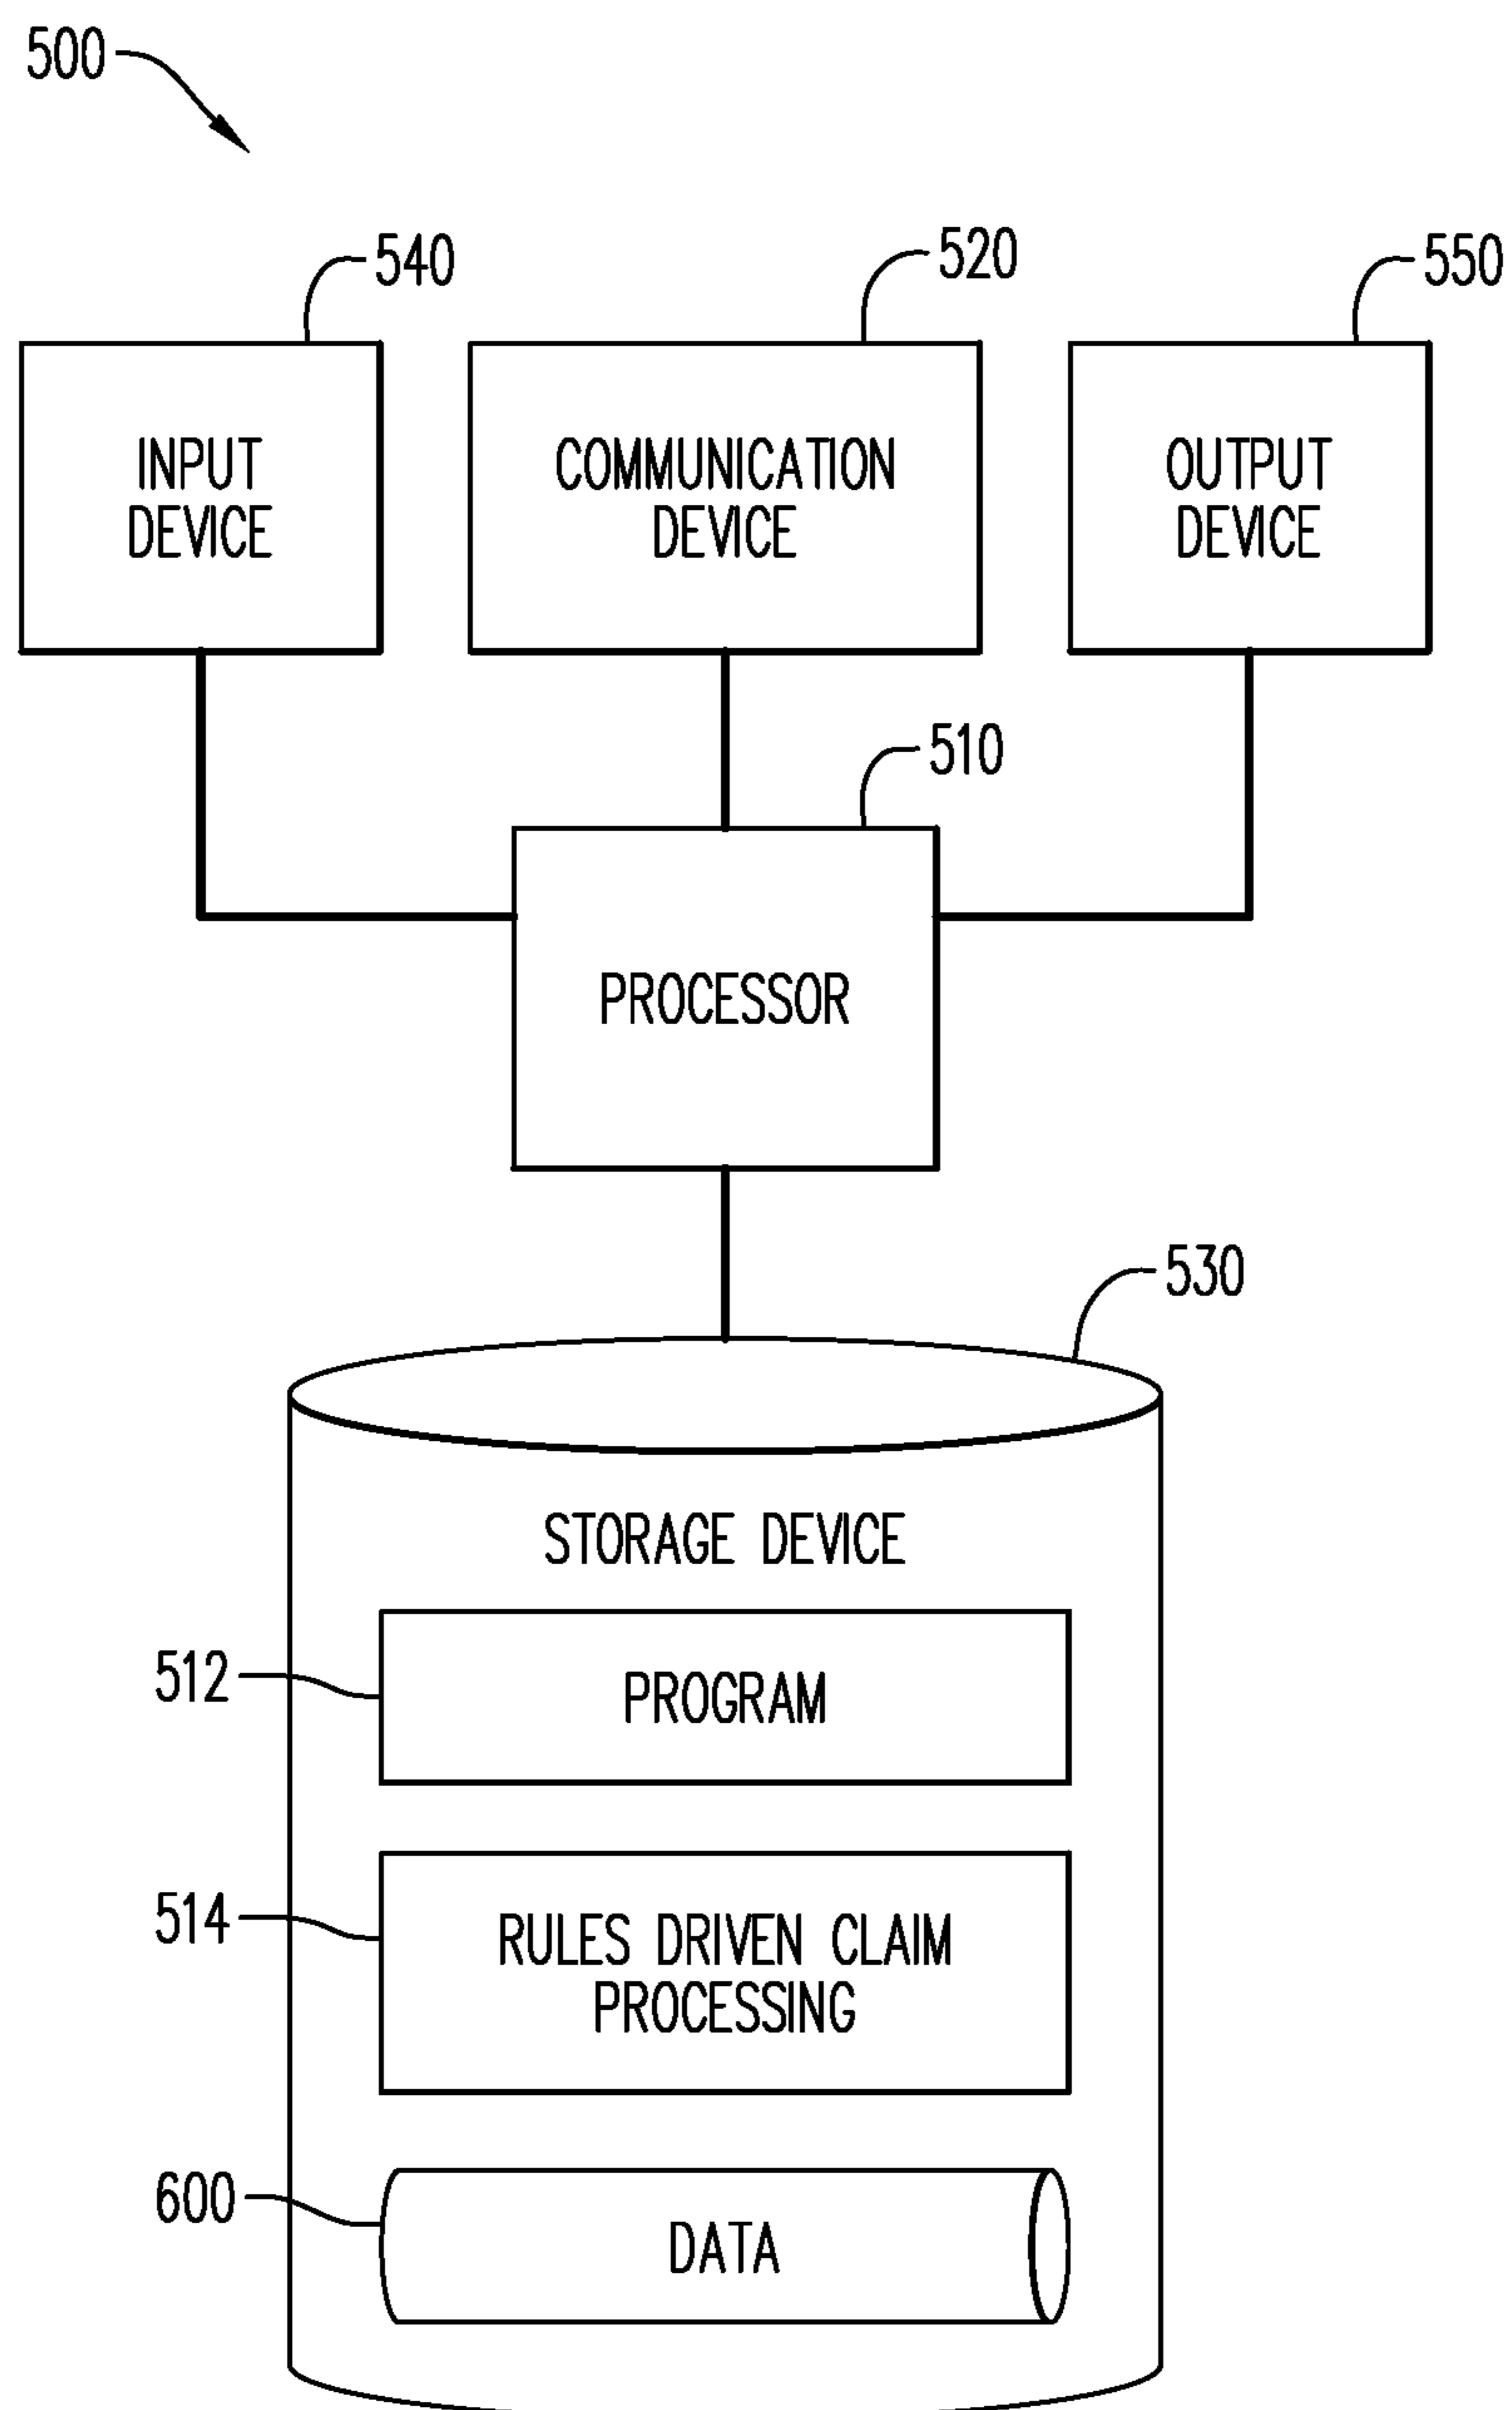 500
540
520
550
INPUT
DEVICE
COMMUNICATION
DEVICE
OUTPUT
DEVICE
510
PROCESSOR
530
STORAGE DEVICE
512
PROGRAM
514
RULES DRIVEN CLAIM
PROCESSING
600
DATA